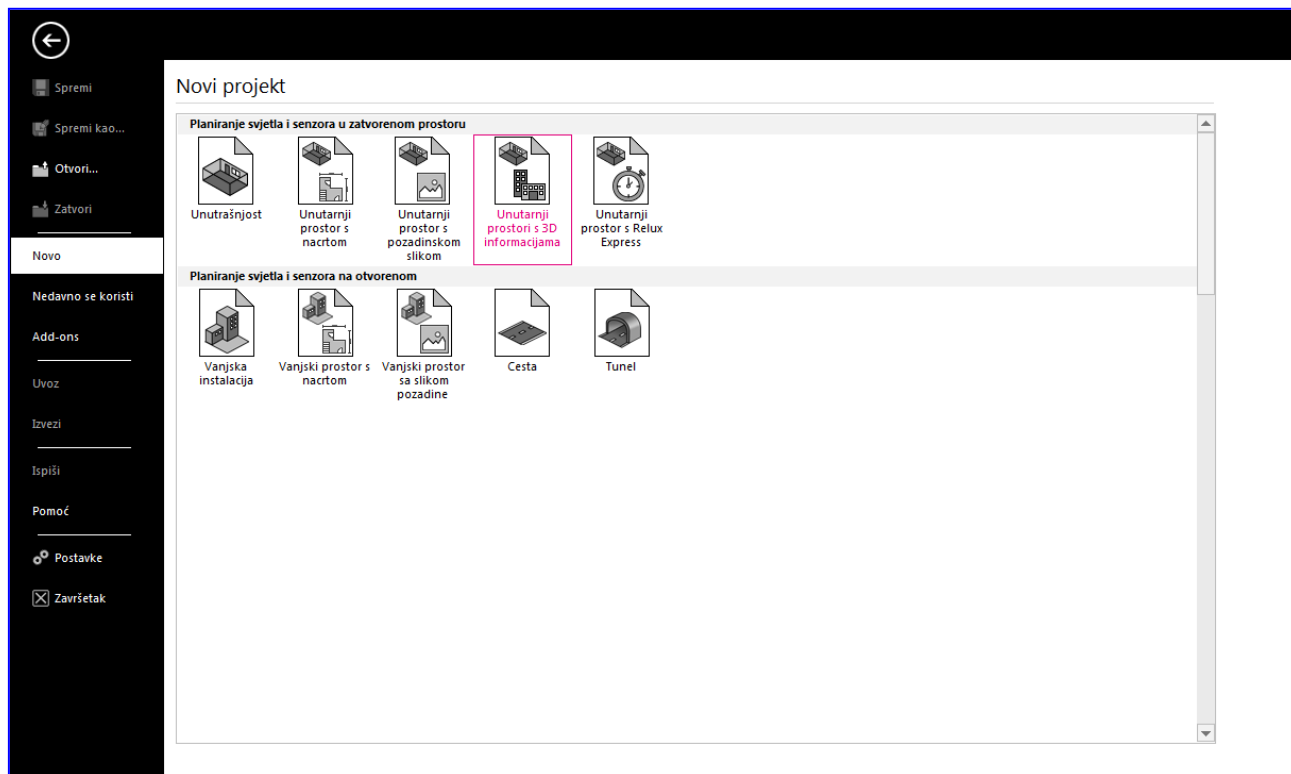 Spremi
Spremi kao...
Otvori...
Zatvori
Novo
Nedavno se koristi
Add-ons
Uvoz
Izvezi
Ispiši
Pomoć
Postavke
Završetak
Novi projekt
Planiranje svjetla i senzora u zatvorenom prostoru
Unutrašnjost
Unutarnji
prostor s
nacrtom
Unutarnji
prostor s
pozadinskom
slikom
Unutarnji
prostori s 3D
informacijama
Unutarnji
prostor s Relux
Express
Planiranje svjetla i senzora na otvorenom
Vanjska
instalacija
Vanjski prostor s
nacrtom
Vanjski prostor
sa slikom
pozadine
Cesta
Tunel